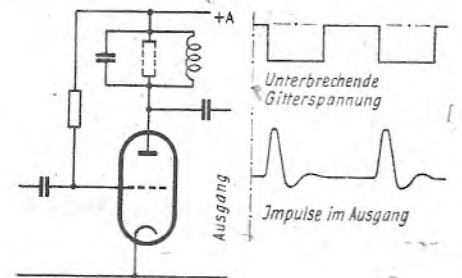 +A
Unterbrechende
Gitterspannung
Ausgang
Jmpulse im Ausgang